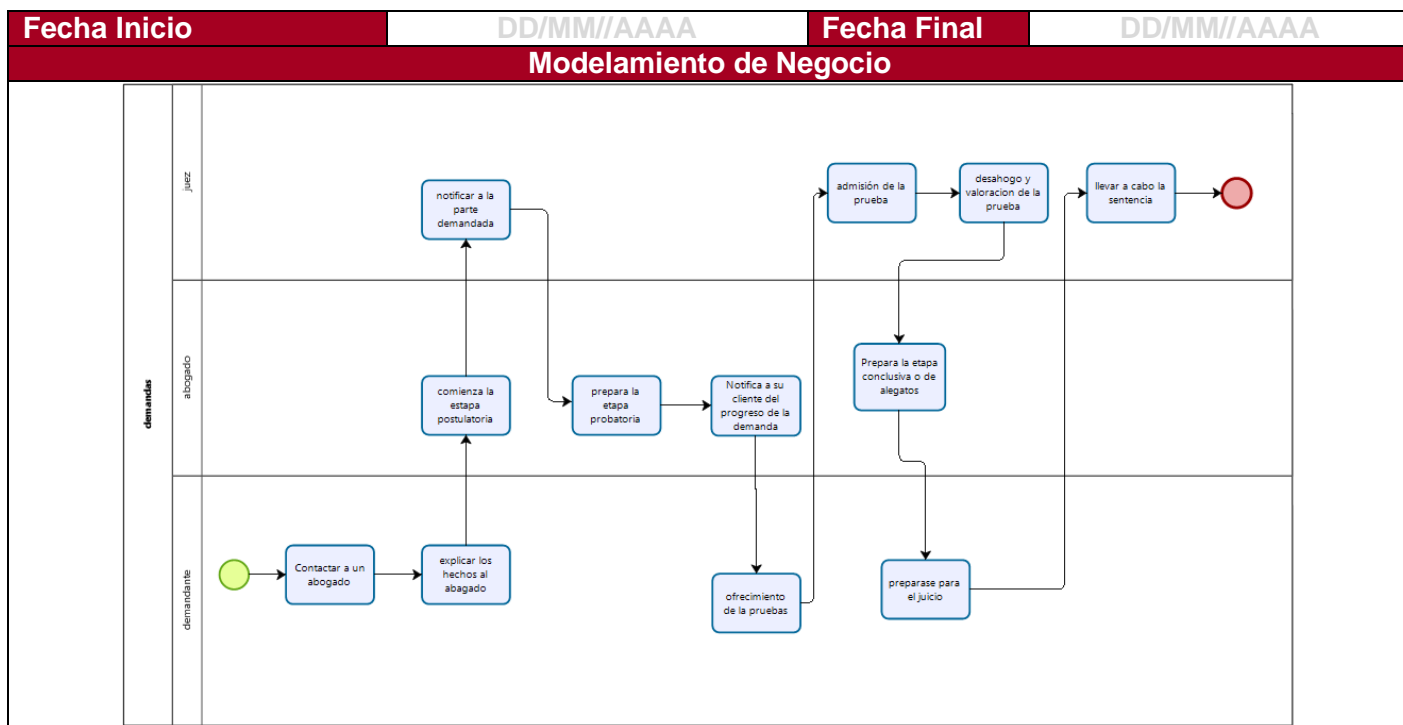 Fecha Inicio
DD/MM//AAAA
Fecha Final
DD/MM//AAAA
Modelamiento de Negocio
demandas
juez
notificar a la
parte
demandada
admisión de la
prueba
desahogo y
valoracion de la
prueba
llevar a cabo la
sentencia
abogado
comienza la
estapa
postulatoria
prepara la
etapa
probatoria
Notifica a su
cliente del
progreso de la
demanda
Prepara la etapa
conclusiva o de
alegatos
demandante
Contactar a un
abogado
explicar los
hechos al
abagado
ofrecimiento
de la pruebas
preparase para
el juicio